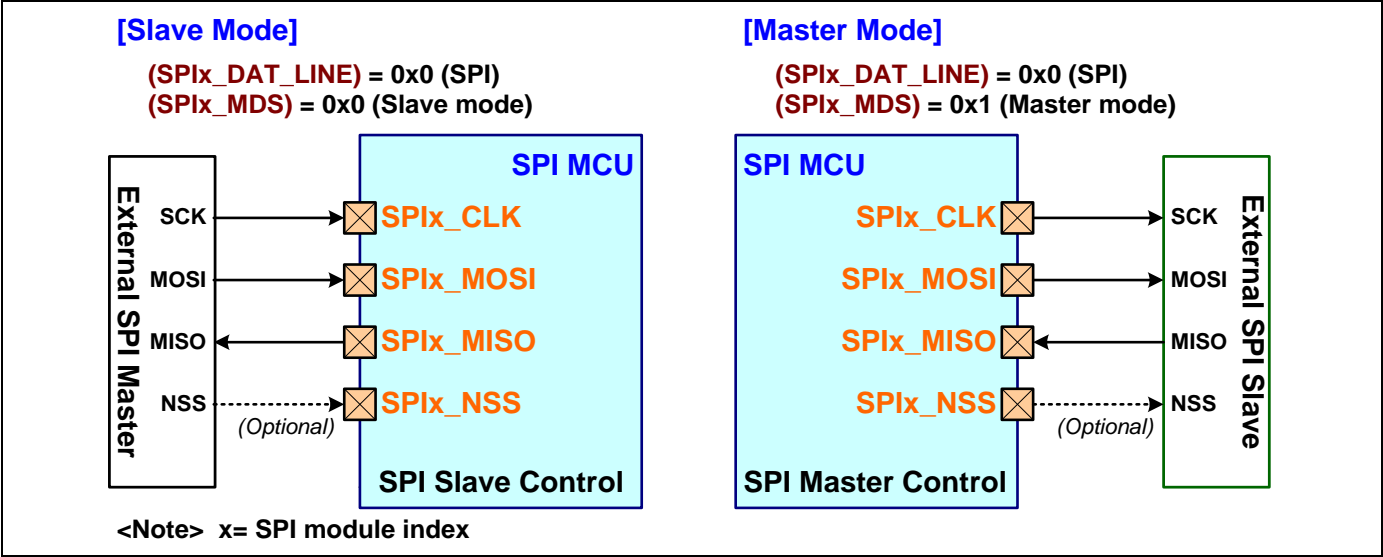 [Slave Mode]
(SPIx_DAT_LINE) = 0x0 (SPI)
(SPIx_MDS) = 0x0 (Slave mode)
External SPI Master
SCK
MOSI
MISO
NSS
(Optional)
SPI MCU
SPIx_CLK
SPIx_MOSI
SPIx_MISO
SPIx_NSS
SPI Slave Control
[Master Mode]
(SPIx_DAT_LINE) = 0x0 (SPI)
(SPIx_MDS) = 0x1 (Master mode)
SPI MCU
SPIx_CLK
SPIx_MOSI
SPIx_MISO
SPIx_NSS
SPI Master Control
(Optional)
SCK
MOSI
MISO
NSS
External SPI Slave
<Note> x= SPI module index